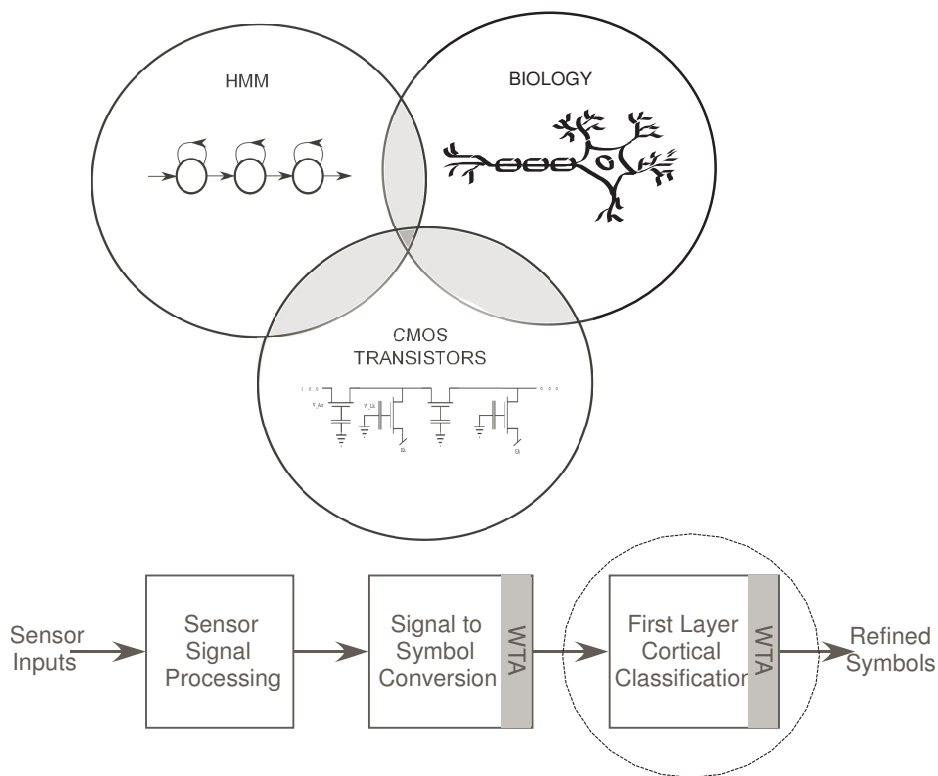 HMM
BIOLOGY
CMOS
TRANSISTORS
Sensor
Inputs
Sensor
Signal
Processing
Signal to
Symbol
Conversion
WTA
First Layer
Cortical
Classification
WTA
Refined
Symbols